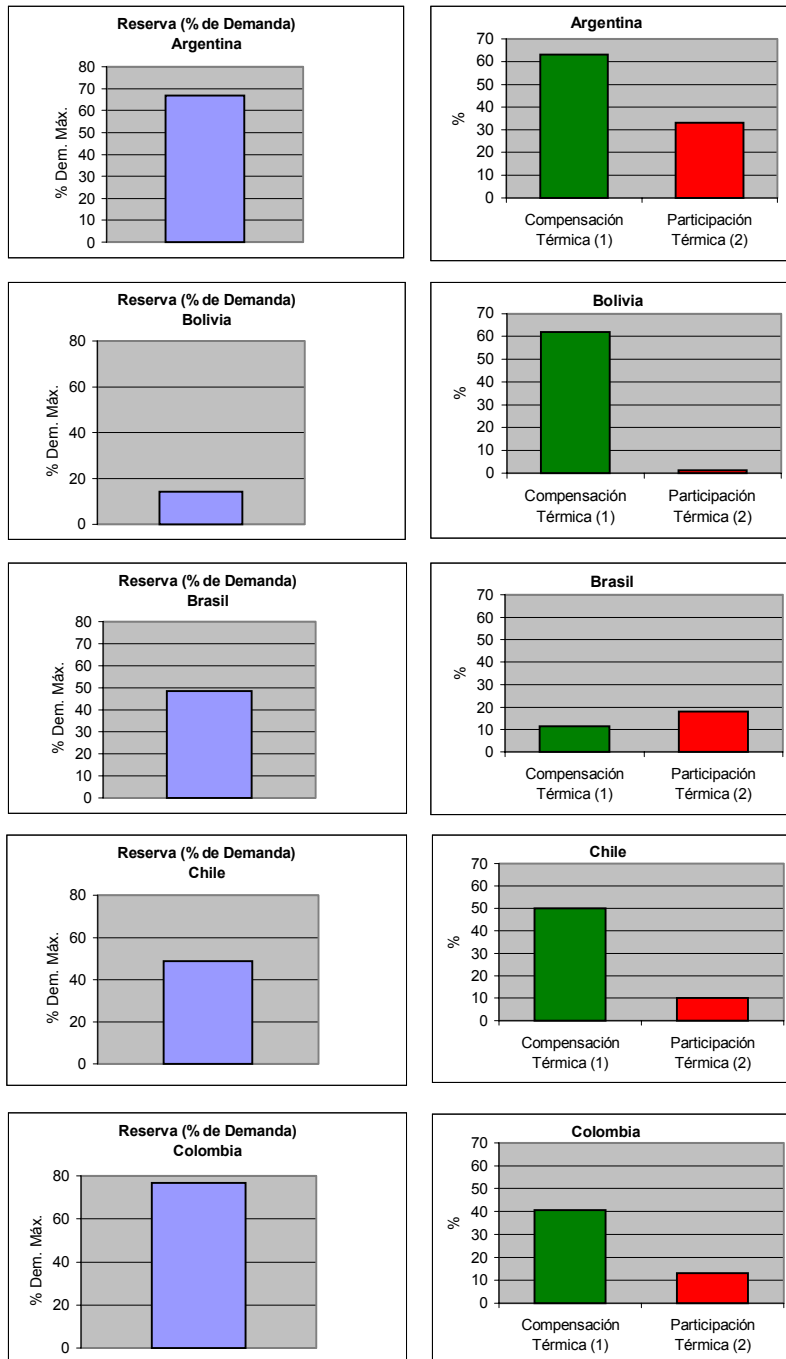 Reserva (% de Demanda)
Argentina
80
70
60
50
40
30
20
10
0
% Dem. Máx.
Argentina
70
60
50
40
30
20
10
0
%
Compensación
Térmica (1)
Participación
Térmica (2)
Reserva (% de Demanda)
Bolivia
80
60
40
20
0
% Dem. Máx.
Bolivia
70
60
50
40
30
20
10
0
%
Compensación
Térmica (1)
Participación
Térmica (2)
Reserva (% de Demanda)
Brasil
80
70
60
50
40
30
20
10
0
% Dem. Máx.
Brasil
70
60
50
40
30
20
10
0
%
Compensación
Térmica (1)
Participación
Térmica (2)
Reserva (% de Demanda)
Chile
80
60
40
20
0
% Dem. Máx.
Chile
70
60
50
40
30
20
10
0
%
Compensación
Térmica (1)
Participación
Térmica (2)
Reserva (% de Demanda)
Colombia
80
60
40
20
0
% Dem. Máx.
Colombia
70
60
50
40
30
20
10
0
%
Compensación
Térmica (1)
Participación
Térmica (2)